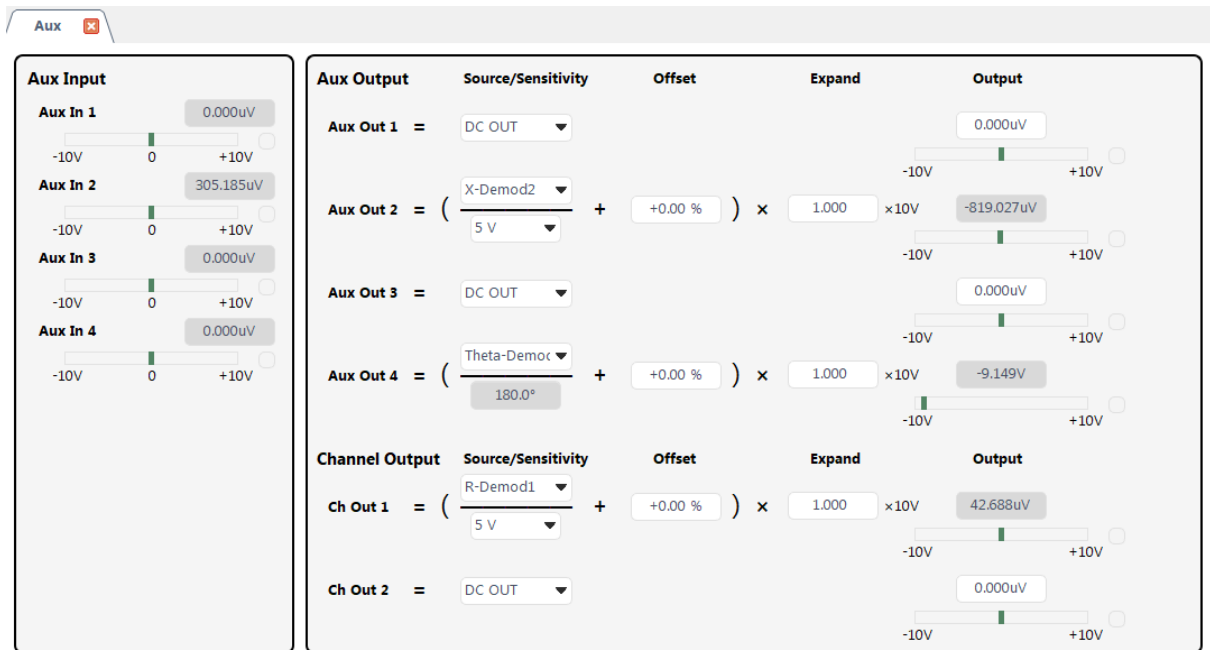 Aux
Aux Input
Aux In 1 0.000uV
-10V 0 +10V
Aux In 2 305.185uV
-10V 0 +10V
Aux In 3 0.000uV
-10V 0 +10V
Aux In 4 0.000uV
-10V 0 +10V
Aux Output Source/Sensitivity Offset Expand Output
Aux Out 1 = DC OUT 0.000uV
-10V +10V
X-Demod2
Aux Out 2 = ( + +0.00 % ) × 1.000 ×10V -819.027uV
5 V
-10V +10V
Aux Out 3 = DC OUT 0.000uV
-10V +10V
Theta-Demod
Aux Out 4 = ( + +0.00 % ) × 1.000 ×10V -9.149V
180.0°
-10V +10V
Channel Output Source/Sensitivity Offset Expand Output
R-Demod1
Ch Out 1 = ( + +0.00 % ) × 1.000 ×10V 42.688uV
5 V
-10V +10V
Ch Out 2 = DC OUT 0.000uV
-10V +10V